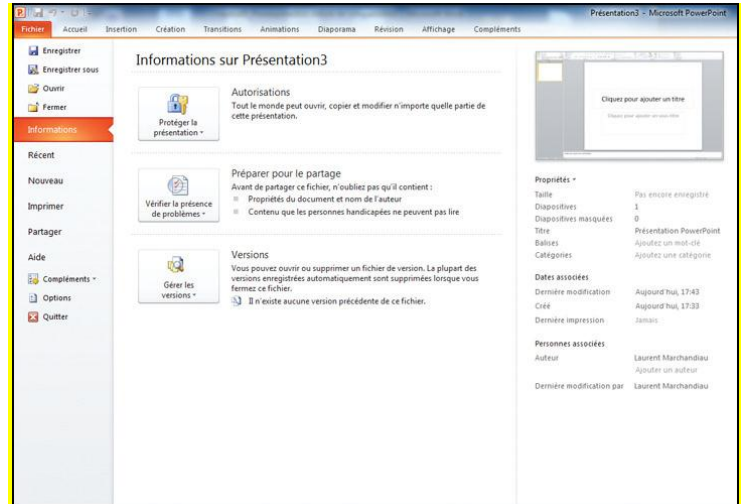 Présentation3 - Microsoft PowerPoint
Fichier Accueil Insertion Création Transitions Animations Diaporama Révision Affichage Compléments
Enregistrer
Enregistrer sous
Ouvrir
Fermer
Informations
Récent
Nouveau
Imprimer
Partager
Aide
Compléments
Options
Quitter
Informations sur Présentation3
Protéger la
présentation
Autorisations
Tout le monde peut ouvrir, copier et modifier n'importe quelle partie de
cette présentation.
Vérifier la présence
de problèmes
Préparer pour le partage
Avant de partager ce fichier, n'oubliez pas qu'il contient :
Propriétés du document et nom de l'auteur
Contenu que les personnes handicapées ne peuvent pas lire
Gérer les
versions
Versions
Vous pouvez ouvrir ou supprimer un fichier de version. La plupart des
versions enregistrées automatiquement sont supprimées lorsque vous
fermez ce fichier.
Il n'existe aucune version précédente de ce fichier.
Cliquez pour ajouter un titre
Cliquez pour ajouter un sous-titre
Propriétés
Taille Pas encore enregistré
Diapositives 1
Diapositives masquées 0
Titre Présentation PowerPoint
Balises Ajoutez un mot-clé
Catégories Ajoutez une catégorie
Dates associées
Dernière modification Aujourd'hui, 17:43
Créé Aujourd'hui, 17:33
Dernière impression Jamais
Personnes associées
Auteur Laurent Marchandiau
Ajouter un auteur
Dernière modification par Laurent Marchandiau